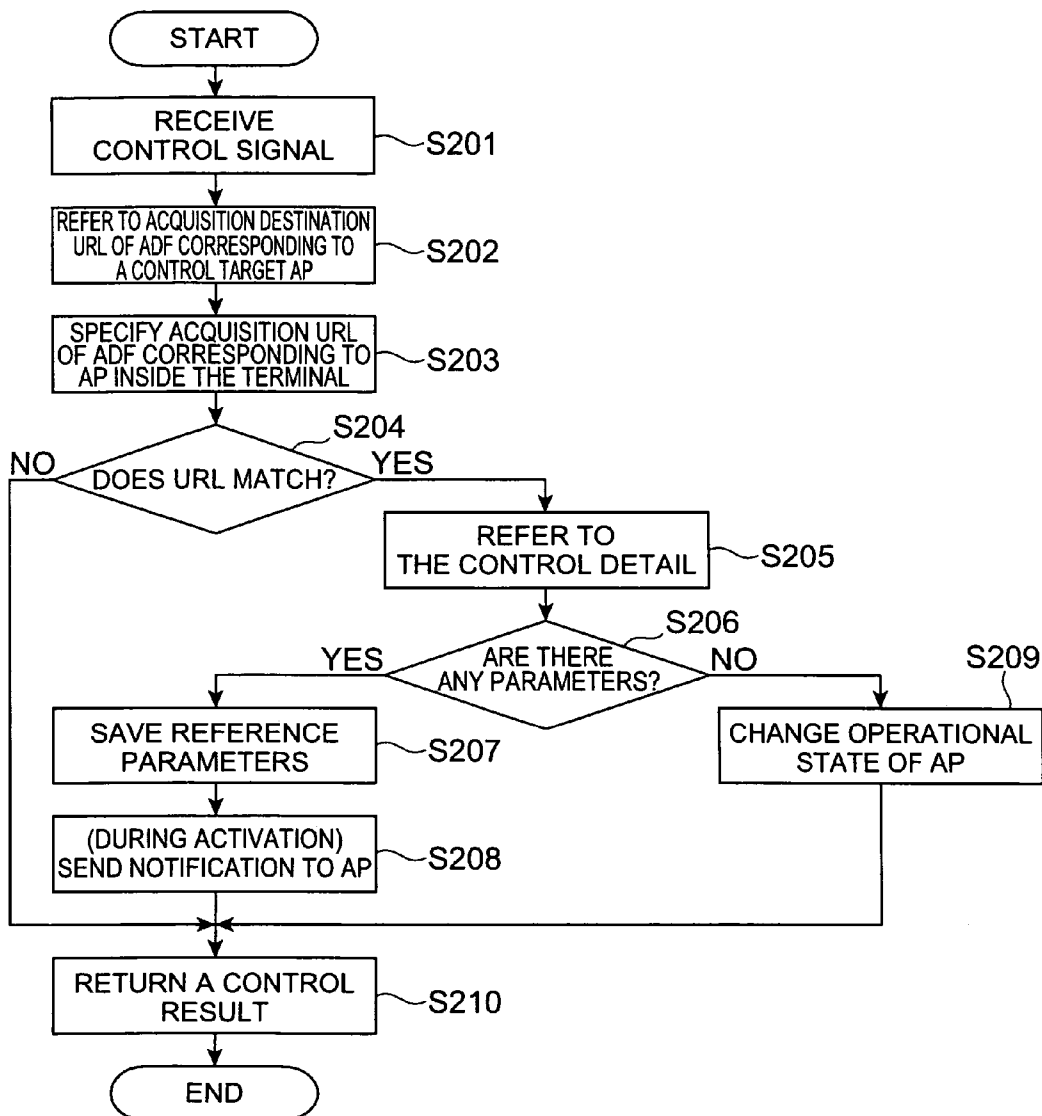 START
RECEIVE
CONTROL SIGNAL
S201
REFER TO ACQUISITION DESTINATION
URL OF ADF CORRESPONDING TO
A CONTROL TARGET AP
S202
SPECIFY ACQUISITION URL
OF ADF CORRESPONDING TO
AP INSIDE THE TERMINAL
S203
S204
NO
DOES URL MATCH?
YES
REFER TO
THE CONTROL DETAIL
S205
S206
YES
ARE THERE
ANY PARAMETERS?
NO
S209
SAVE REFERENCE
PARAMETERS
S207
CHANGE OPERATIONAL
STATE OF AP
(DURING ACTIVATION)
SEND NOTIFICATION TO AP
S208
RETURN A CONTROL
RESULT
S210
END